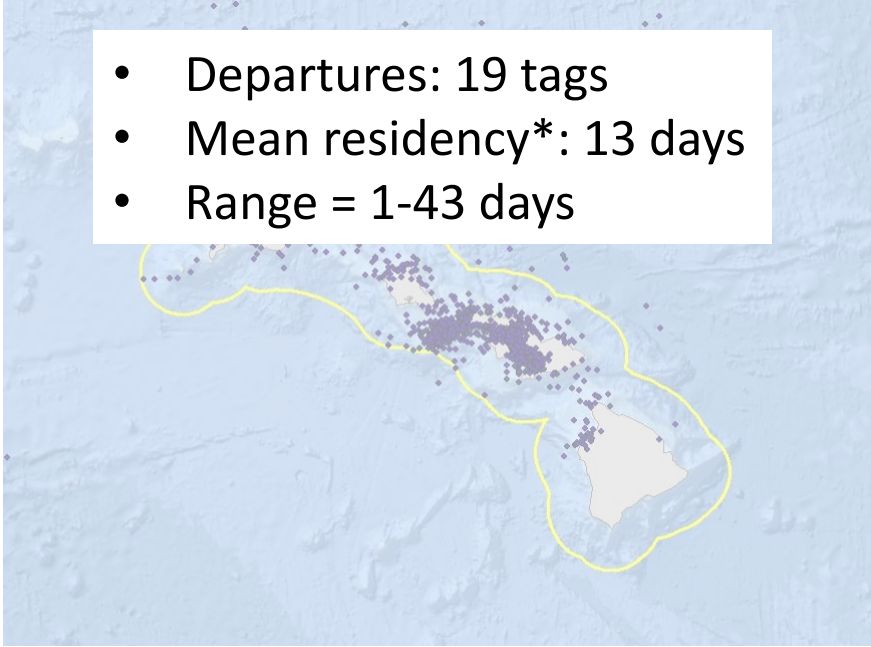 • Departures: 19 tags
• Mean residency*: 13 days
• Range = 1-43 days